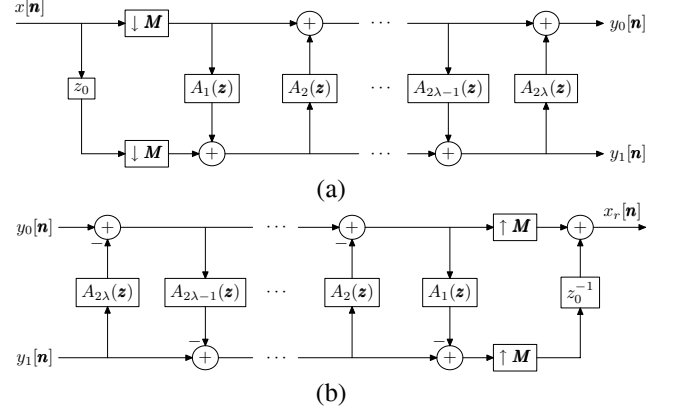 x[n]
↓ M + ⋯ + y₀[n]
z₀ A₁(z) A₂(z) ⋯ A₂λ₋₁(z) A₂λ(z)
↓ M + ⋯ + y₁[n]
(a)
y₀[n] + ⋯ + ↑ M + xᵣ[n]
− −
A₂λ(z) A₂λ₋₁(z) ⋯ A₂(z) A₁(z) z₀⁻¹
− −
y₁[n] + ⋯ + ↑ M
(b)